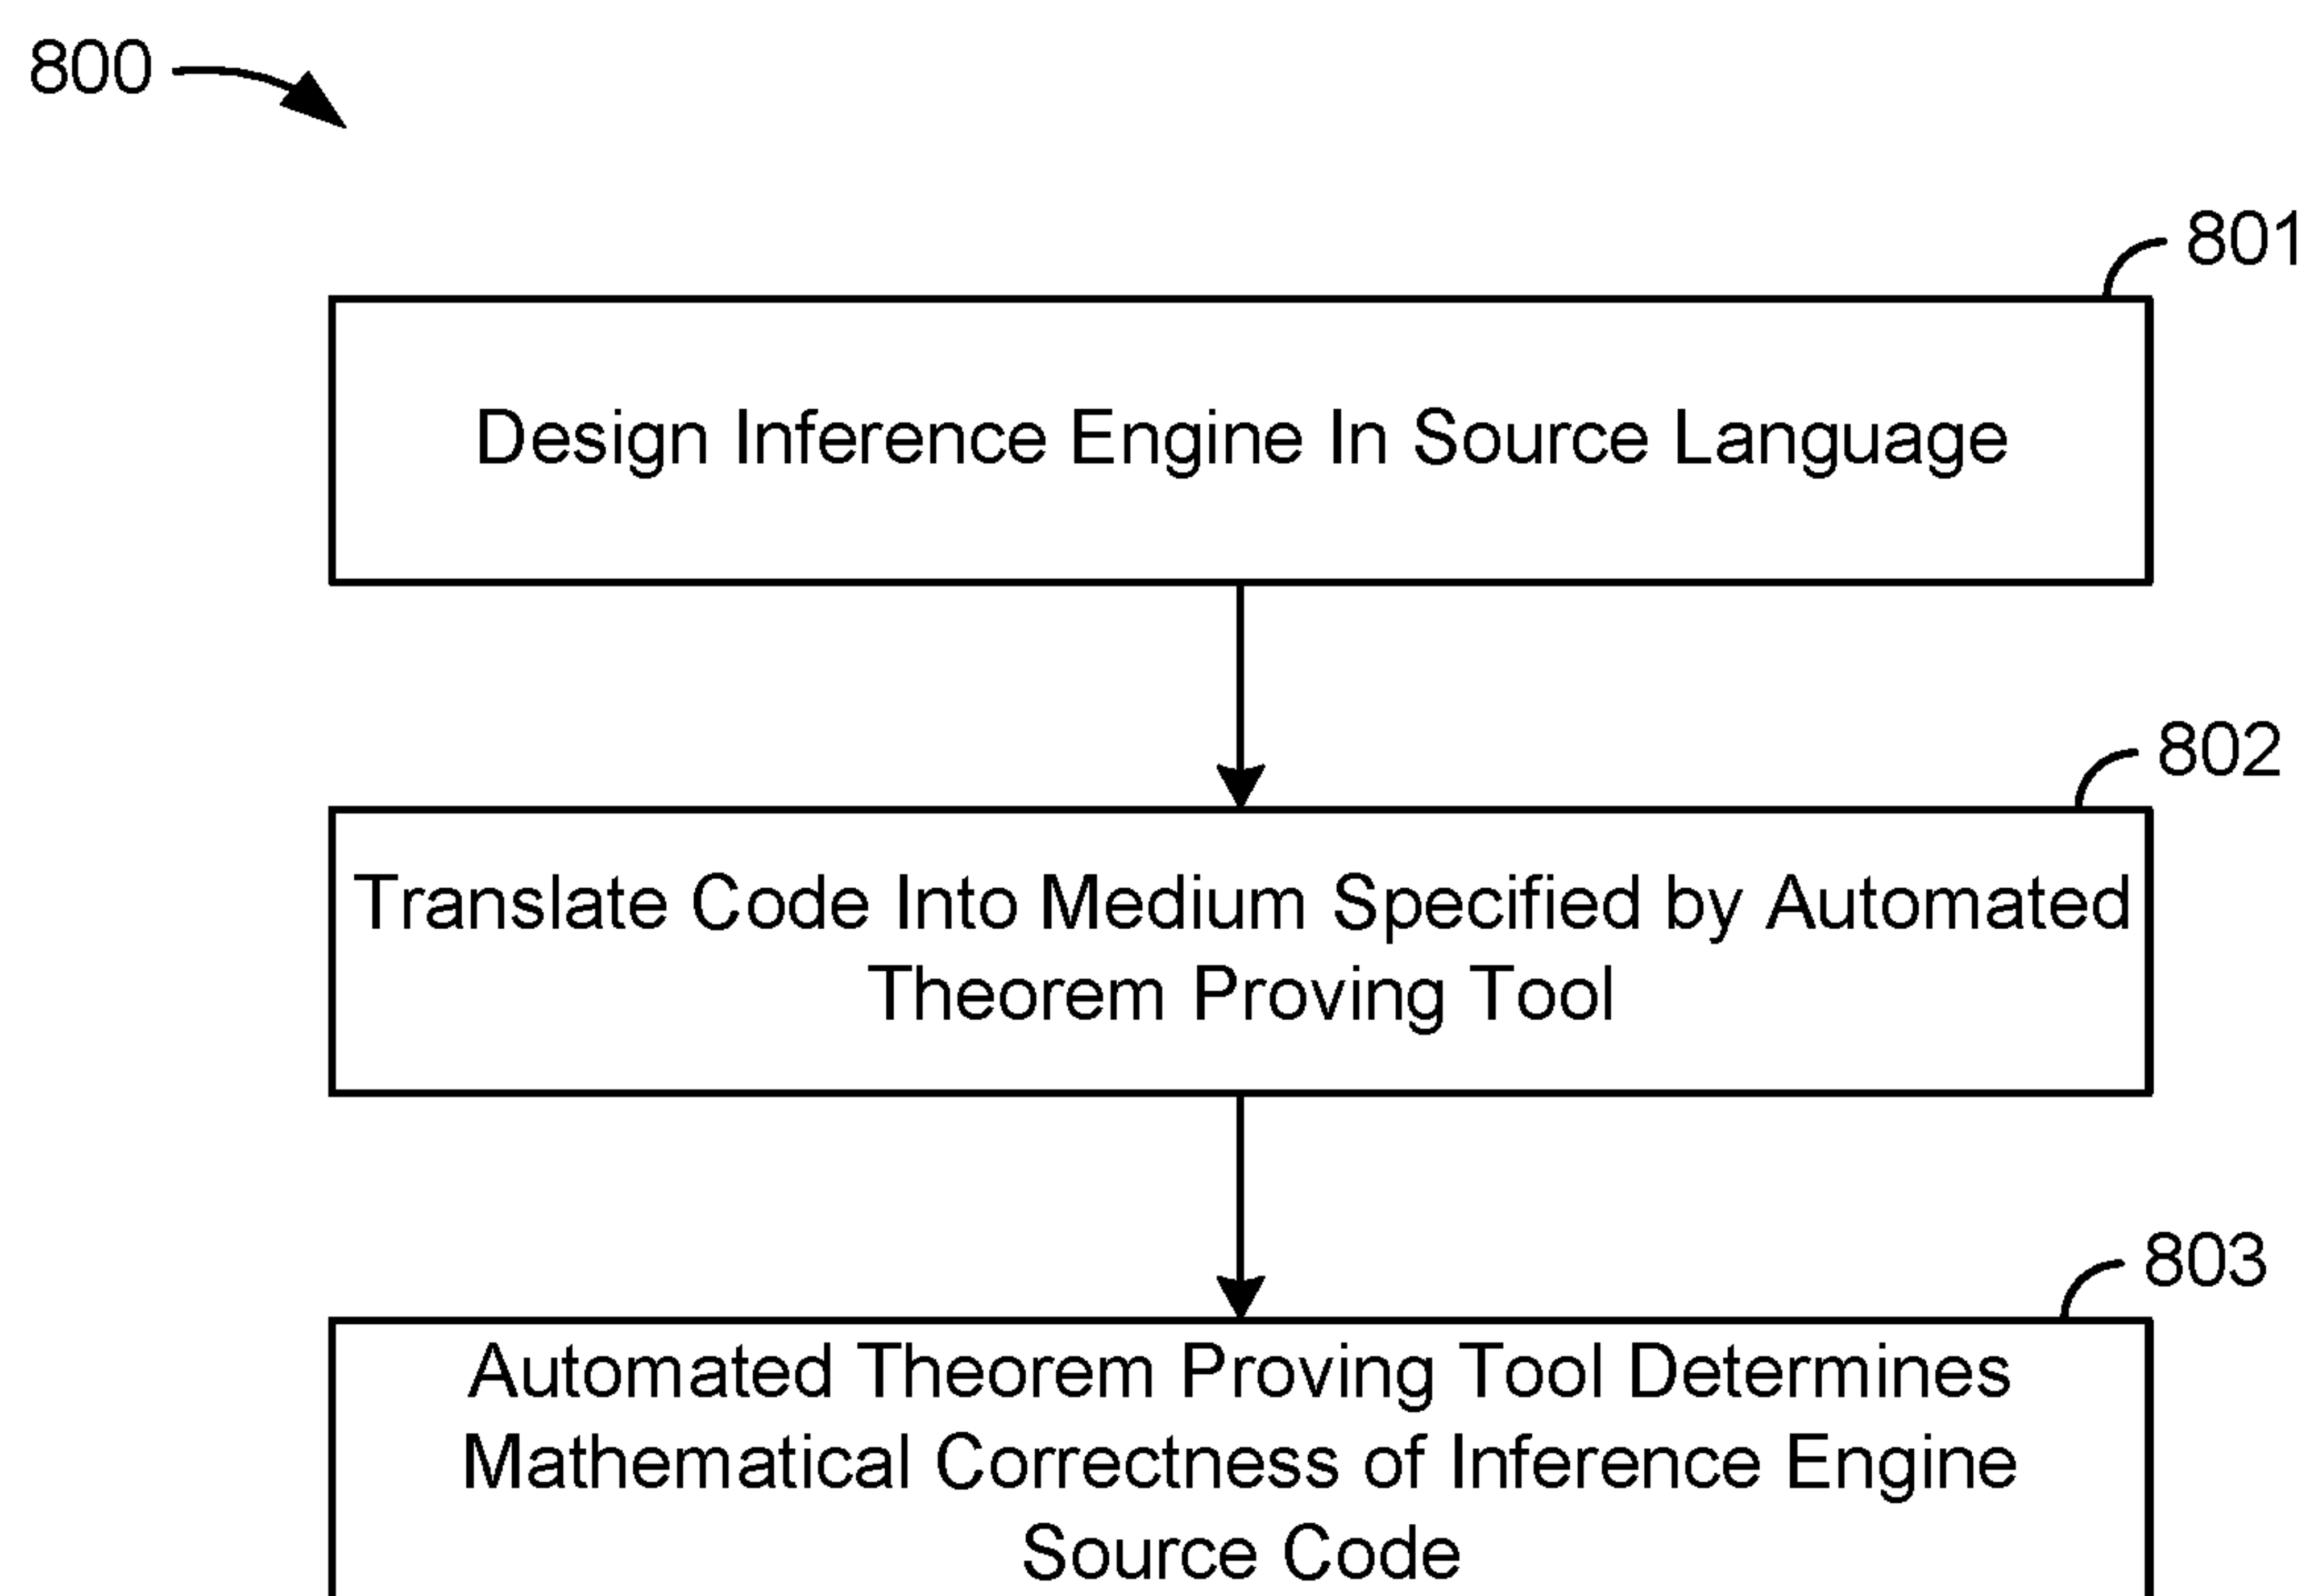 800
801
Design Inference Engine In Source Language
802
Translate Code Into Medium Specified by Automated
Theorem Proving Tool
803
Automated Theorem Proving Tool Determines
Mathematical Correctness of Inference Engine
Source Code